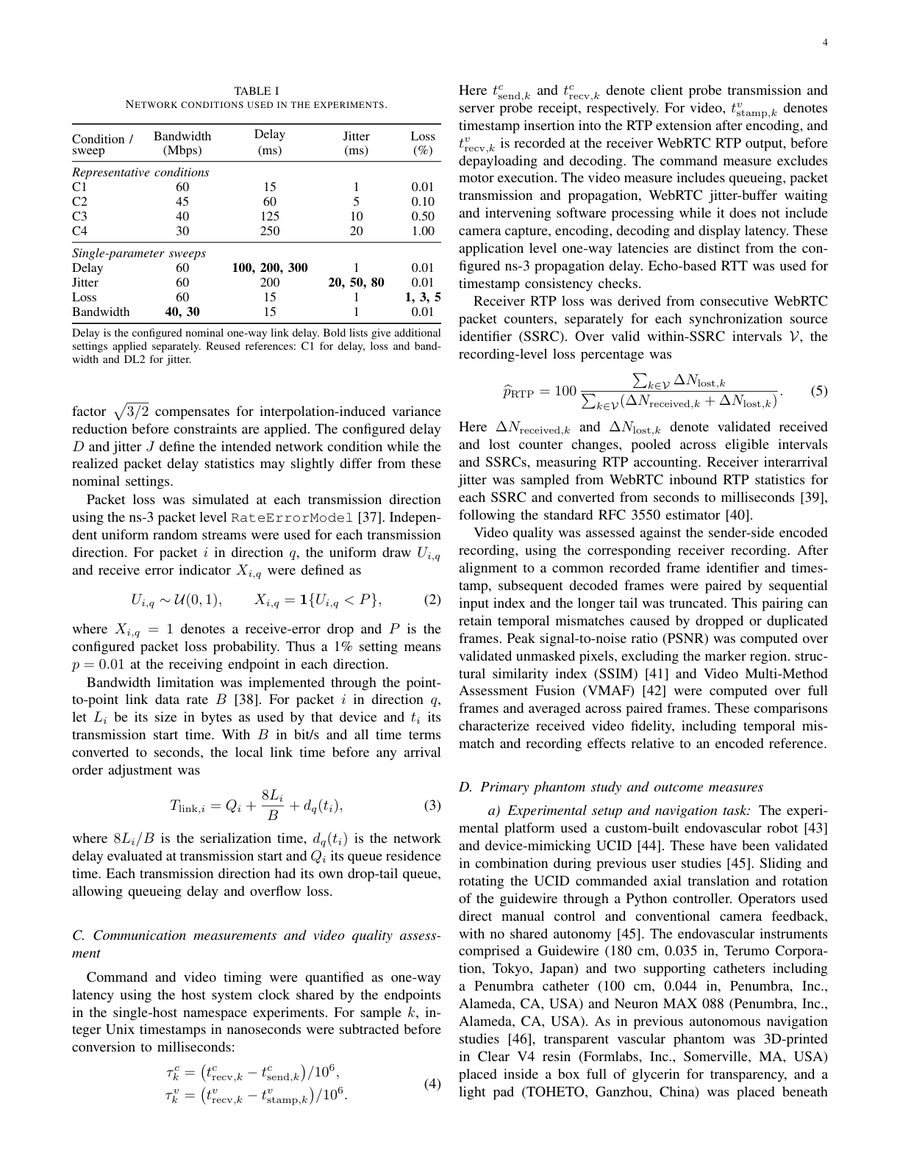 4
TABLE I
NETWORK CONDITIONS USED IN THE EXPERIMENTS.
Condition / sweep Bandwidth (Mbps) Delay (ms) Jitter (ms) Loss (%)
Representative conditions
C1 60 15 1 0.01
C2 45 60 5 0.10
C3 40 125 10 0.50
C4 30 250 20 1.00
Single-parameter sweeps
Delay 60 100, 200, 300 1 0.01
Jitter 60 200 20, 50, 80 0.01
Loss 60 15 1 1, 3, 5
Bandwidth 40, 30 15 1 0.01
Delay is the configured nominal one-way link delay. Bold lists give additional
settings applied separately. Reused references: C1 for delay, loss and band-
width and DL2 for jitter.
factor √3/2 compensates for interpolation-induced variance
reduction before constraints are applied. The configured delay
D and jitter J define the intended network condition while the
realized packet delay statistics may slightly differ from these
nominal settings.
Packet loss was simulated at each transmission direction
using the ns-3 packet level RateErrorModel [37]. Indepen-
dent uniform random streams were used for each transmission
direction. For packet i in direction q, the uniform draw U_{i,q}
and receive error indicator X_{i,q} were defined as
U_{i,q} ∼ 𝒰(0, 1), X_{i,q} = 𝟏{U_{i,q} < P}, (2)
where X_{i,q} = 1 denotes a receive-error drop and P is the
configured packet loss probability. Thus a 1% setting means
p = 0.01 at the receiving endpoint in each direction.
Bandwidth limitation was implemented through the point-
to-point link data rate B [38]. For packet i in direction q,
let L_i be its size in bytes as used by that device and t_i its
transmission start time. With B in bit/s and all time terms
converted to seconds, the local link time before any arrival
order adjustment was
T_{link,i} = Q_i + 8L_i/B + d_q(t_i), (3)
where 8L_i/B is the serialization time, d_q(t_i) is the network
delay evaluated at transmission start and Q_i its queue residence
time. Each transmission direction had its own drop-tail queue,
allowing queueing delay and overflow loss.
C. Communication measurements and video quality assess-
ment
Command and video timing were quantified as one-way
latency using the host system clock shared by the endpoints
in the single-host namespace experiments. For sample k, in-
teger Unix timestamps in nanoseconds were subtracted before
conversion to milliseconds:
τ_k^c = (t_{recv,k}^c − t_{send,k}^c)/10^6,
τ_k^v = (t_{recv,k}^v − t_{stamp,k}^v)/10^6. (4)
Here t_{send,k}^c and t_{recv,k}^c denote client probe transmission and
server probe receipt, respectively. For video, t_{stamp,k}^v denotes
timestamp insertion into the RTP extension after encoding, and
t_{recv,k}^v is recorded at the receiver WebRTC RTP output, before
depayloading and decoding. The command measure excludes
motor execution. The video measure includes queueing, packet
transmission and propagation, WebRTC jitter-buffer waiting
and intervening software processing while it does not include
camera capture, encoding, decoding and display latency. These
application level one-way latencies are distinct from the con-
figured ns-3 propagation delay. Echo-based RTT was used for
timestamp consistency checks.
Receiver RTP loss was derived from consecutive WebRTC
packet counters, separately for each synchronization source
identifier (SSRC). Over valid within-SSRC intervals 𝒱, the
recording-level loss percentage was
p̂_{RTP} = 100 ∑_{k∈𝒱} ΔN_{lost,k} / ∑_{k∈𝒱}(ΔN_{received,k} + ΔN_{lost,k}). (5)
Here ΔN_{received,k} and ΔN_{lost,k} denote validated received
and lost counter changes, pooled across eligible intervals
and SSRCs, measuring RTP accounting. Receiver interarrival
jitter was sampled from WebRTC inbound RTP statistics for
each SSRC and converted from seconds to milliseconds [39],
following the standard RFC 3550 estimator [40].
Video quality was assessed against the sender-side encoded
recording, using the corresponding receiver recording. After
alignment to a common recorded frame identifier and times-
tamp, subsequent decoded frames were paired by sequential
input index and the longer tail was truncated. This pairing can
retain temporal mismatches caused by dropped or duplicated
frames. Peak signal-to-noise ratio (PSNR) was computed over
validated unmasked pixels, excluding the marker region. struc-
tural similarity index (SSIM) [41] and Video Multi-Method
Assessment Fusion (VMAF) [42] were computed over full
frames and averaged across paired frames. These comparisons
characterize received video fidelity, including temporal mis-
match and recording effects relative to an encoded reference.
D. Primary phantom study and outcome measures
a) Experimental setup and navigation task: The experi-
mental platform used a custom-built endovascular robot [43]
and device-mimicking UCID [44]. These have been validated
in combination during previous user studies [45]. Sliding and
rotating the UCID commanded axial translation and rotation
of the guidewire through a Python controller. Operators used
direct manual control and conventional camera feedback,
with no shared autonomy [45]. The endovascular instruments
comprised a Guidewire (180 cm, 0.035 in, Terumo Corpora-
tion, Tokyo, Japan) and two supporting catheters including
a Penumbra catheter (100 cm, 0.044 in, Penumbra, Inc.,
Alameda, CA, USA) and Neuron MAX 088 (Penumbra, Inc.,
Alameda, CA, USA). As in previous autonomous navigation
studies [46], transparent vascular phantom was 3D-printed
in Clear V4 resin (Formlabs, Inc., Somerville, MA, USA)
placed inside a box full of glycerin for transparency, and a
light pad (TOHETO, Ganzhou, China) was placed beneath